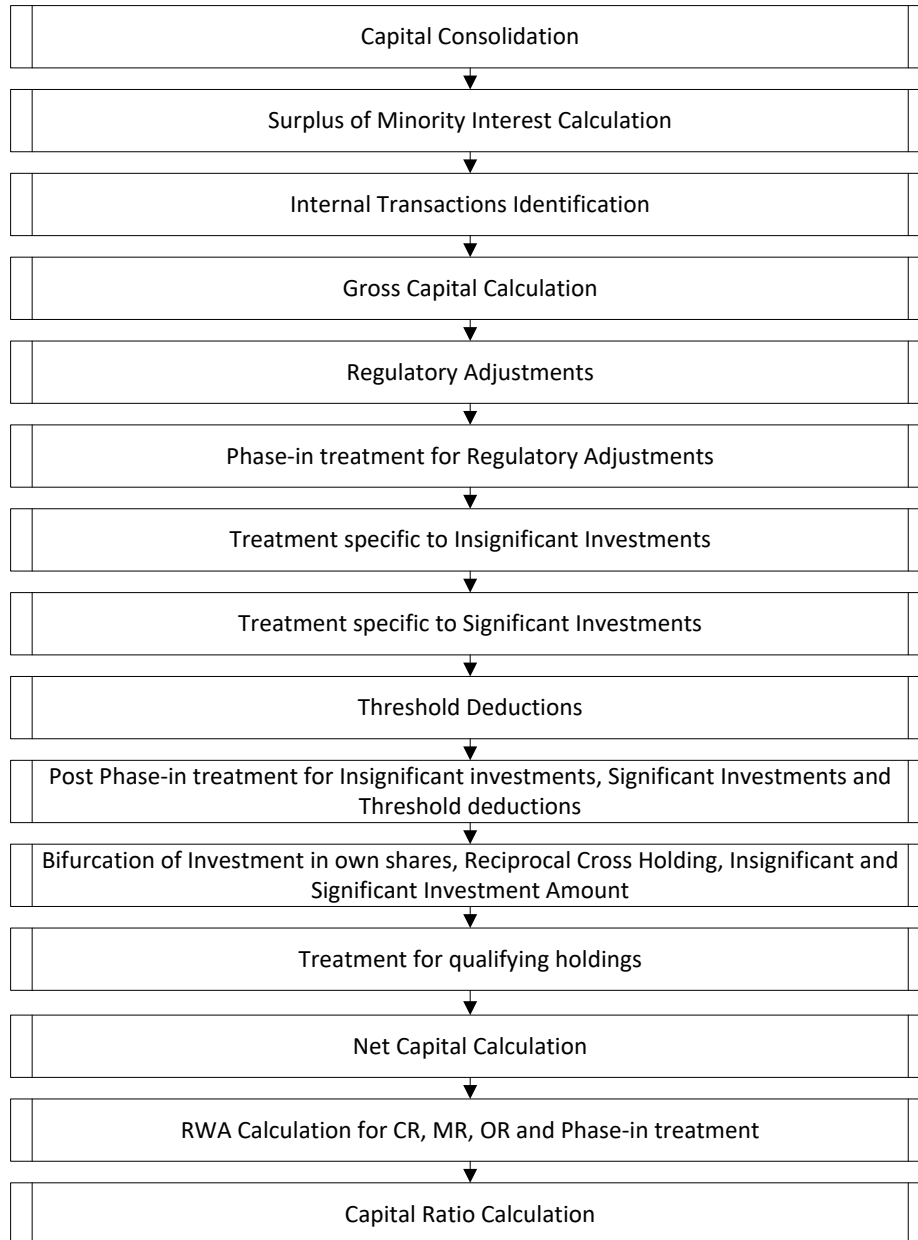 Capital Consolidation
Surplus of Minority Interest Calculation
Internal Transactions Identification
Gross Capital Calculation
Regulatory Adjustments
Phase-in treatment for Regulatory Adjustments
Treatment specific to Insignificant Investments
Treatment specific to Significant Investments
Threshold Deductions
Post Phase-in treatment for Insignificant investments, Significant Investments and
Threshold deductions
Bifurcation of Investment in own shares, Reciprocal Cross Holding, Insignificant and
Significant Investment Amount
Treatment for qualifying holdings
Net Capital Calculation
RWA Calculation for CR, MR, OR and Phase-in treatment
Capital Ratio Calculation